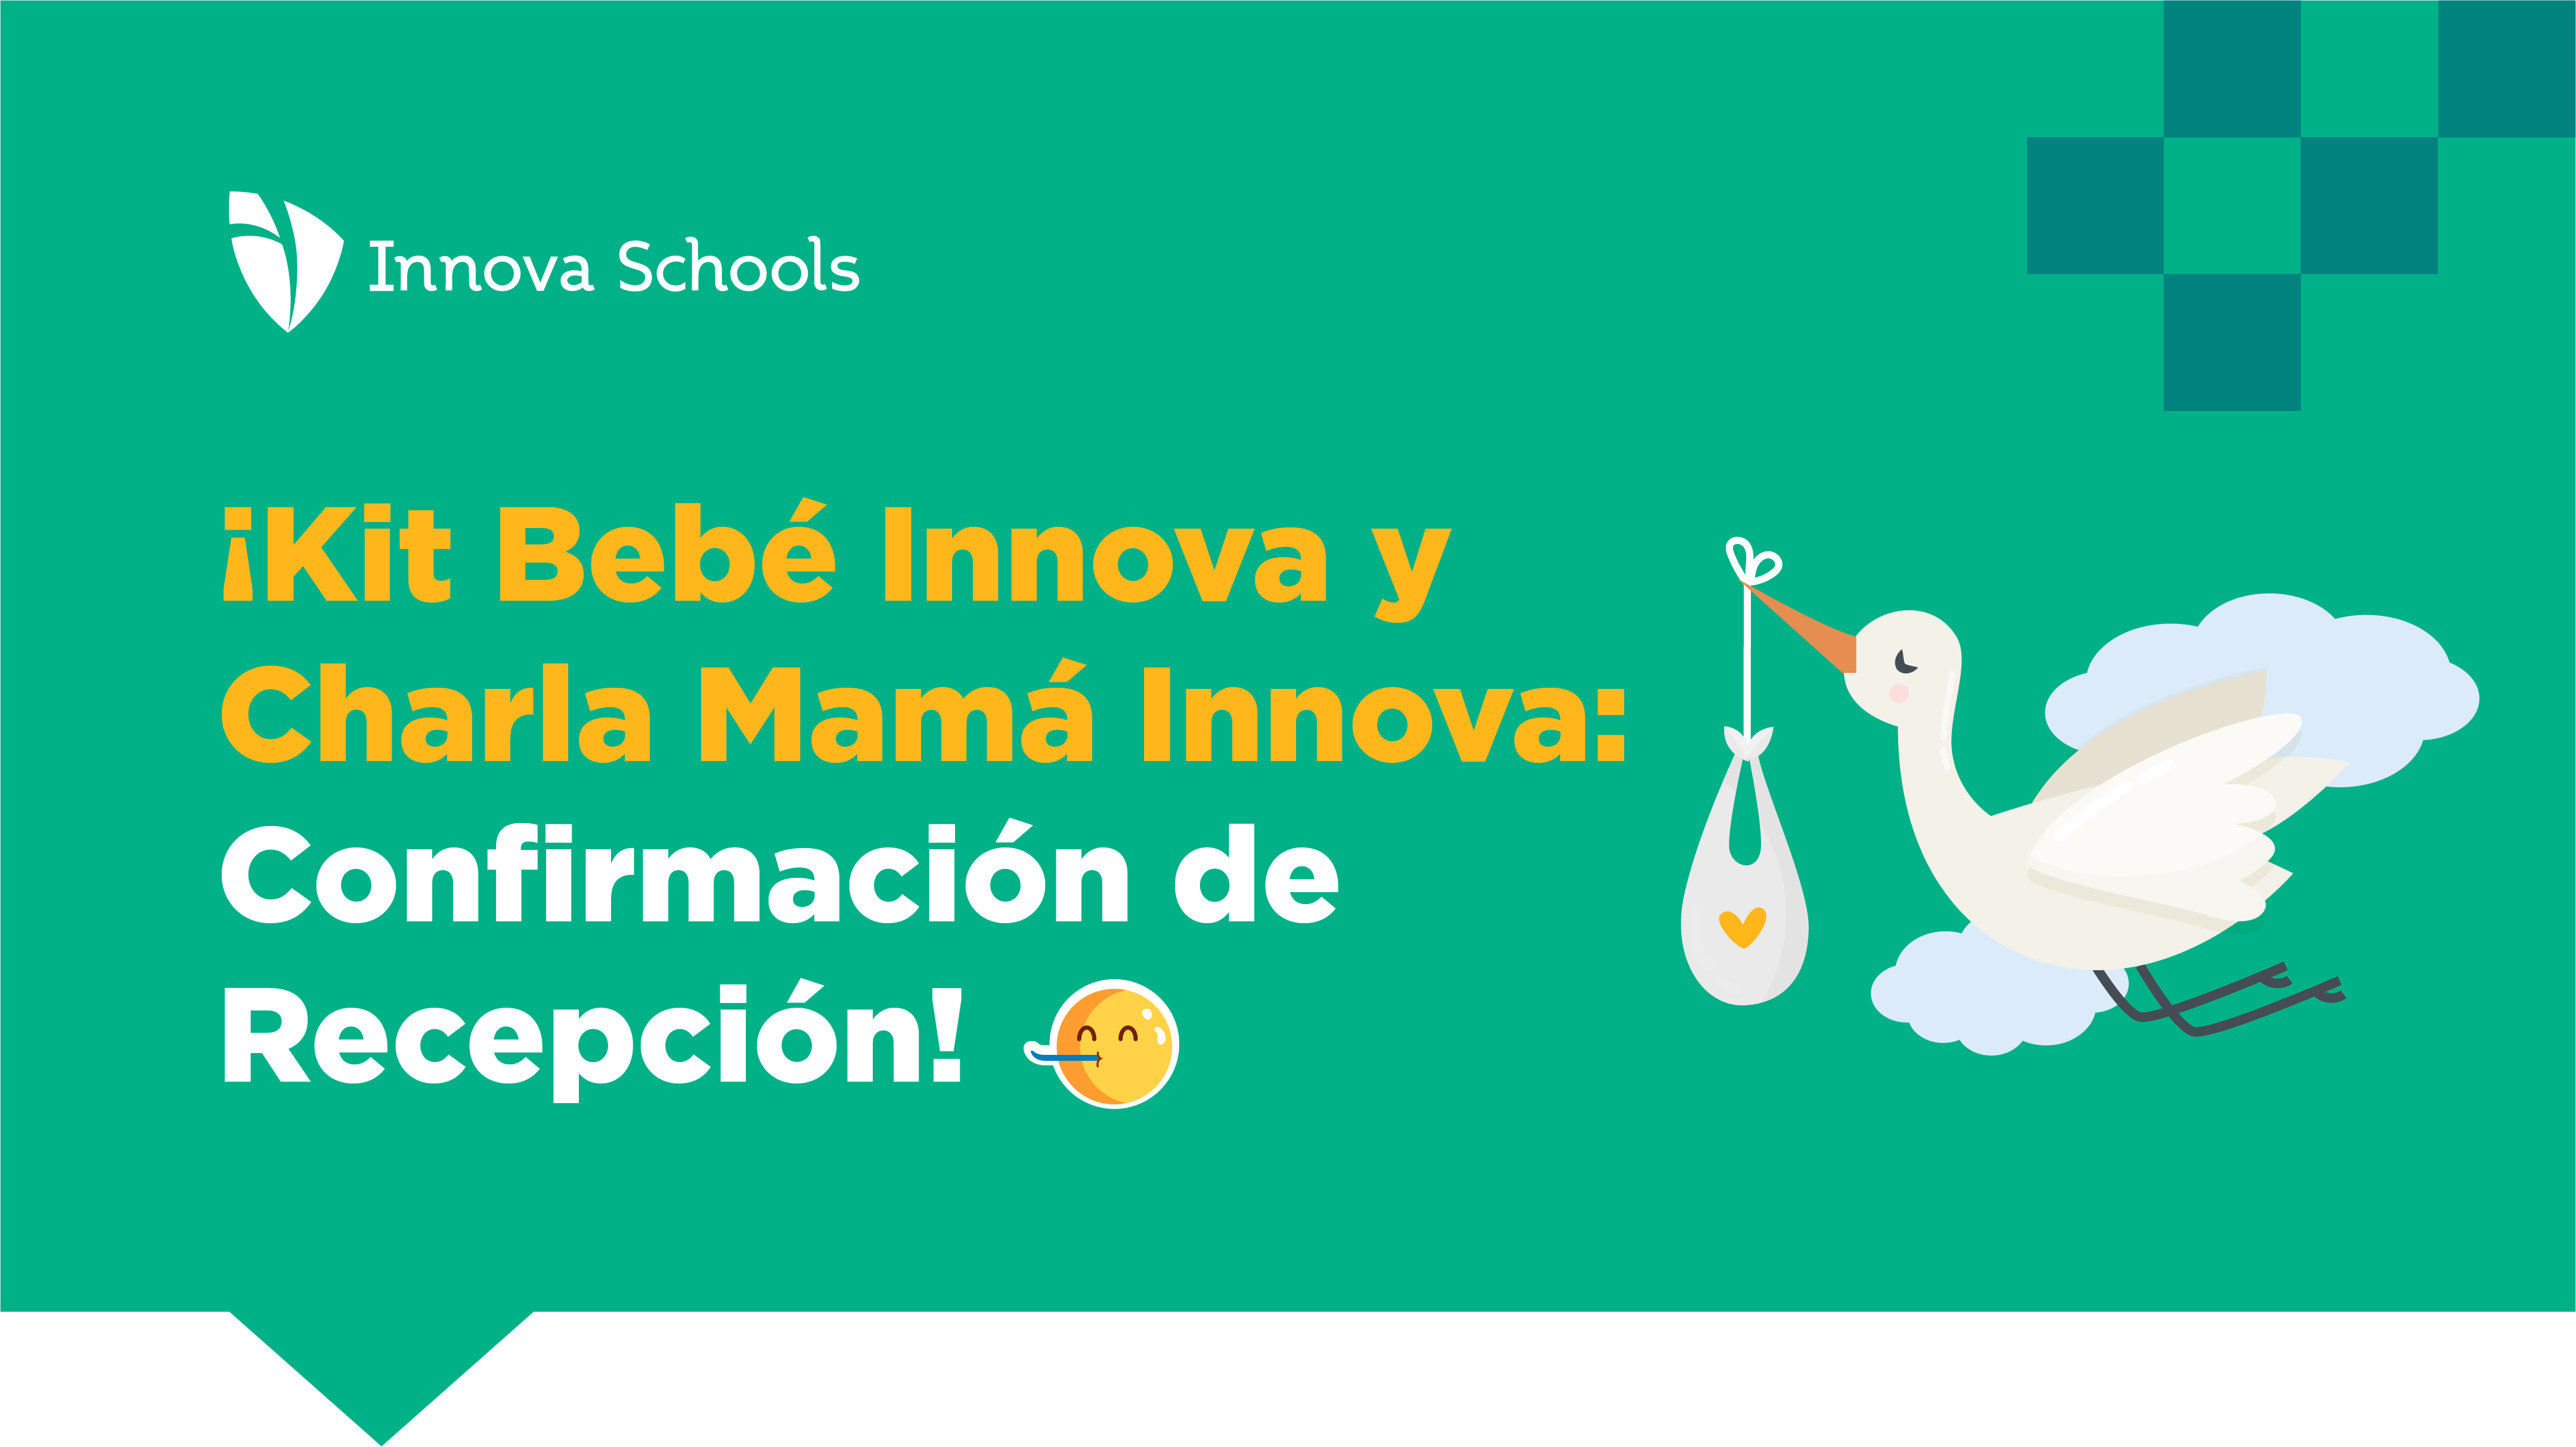 Innova Schools
¡Kit Bebé Innova y
Charla Mamá Innova:
Confirmación de
Recepción!